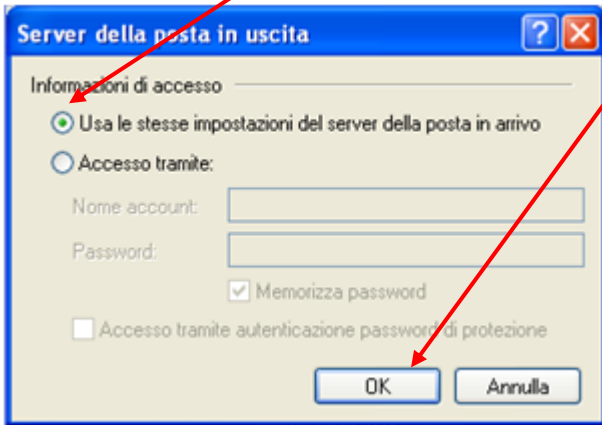 Server della posta in uscita
Informazioni di accesso
Usa le stesse impostazioni del server della posta in arrivo
Accesso tramite:
Nome account:
Password:
Memorizza password
Accesso tramite autenticazione password di protezione
OK Annulla